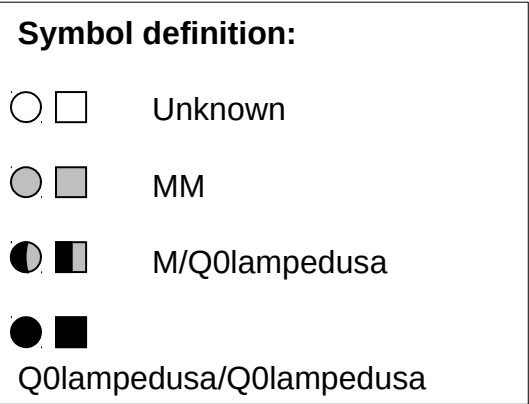 Symbol definition:
Unknown
MM
M/Q0lampedusa
Q0lampedusa/Q0lampedusa